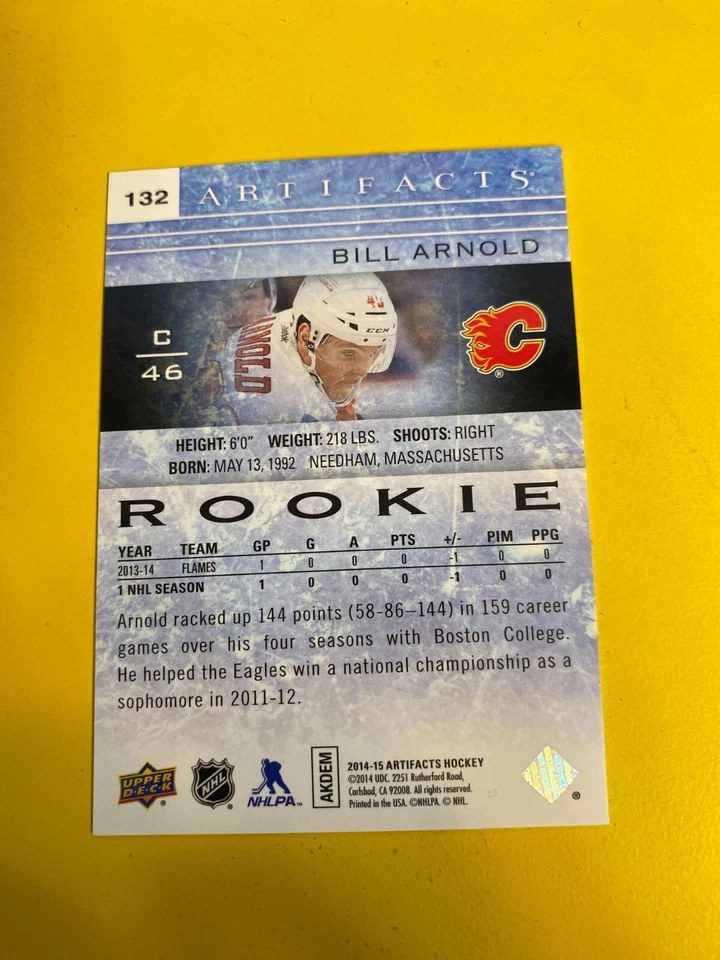 132 ARTIFACTS
BILL ARNOLD
C
46
46
CCM
ARNOLD
C
®
HEIGHT: 6'0" WEIGHT: 218 LBS. SHOOTS: RIGHT
BORN: MAY 13, 1992 NEEDHAM, MASSACHUSETTS
ROOKIE
YEAR TEAM GP G A PTS +/- PIM PPG
2013-14 FLAMES 1 0 0 0 -1 0 0
1 NHL SEASON 1 0 0 0 -1 0 0
Arnold racked up 144 points (58-86–144) in 159 career
games over his four seasons with Boston College.
He helped the Eagles win a national championship as a
sophomore in 2011-12.
UPPER
DECK
®
NHL
®
NHLPA
AKDEM
2014-15 ARTIFACTS HOCKEY
©2014 UDC. 2251 Rutherford Road,
Carlsbad, CA 92008. All rights reserved.
Printed in the USA. ©NHLPA. © NHL.
®